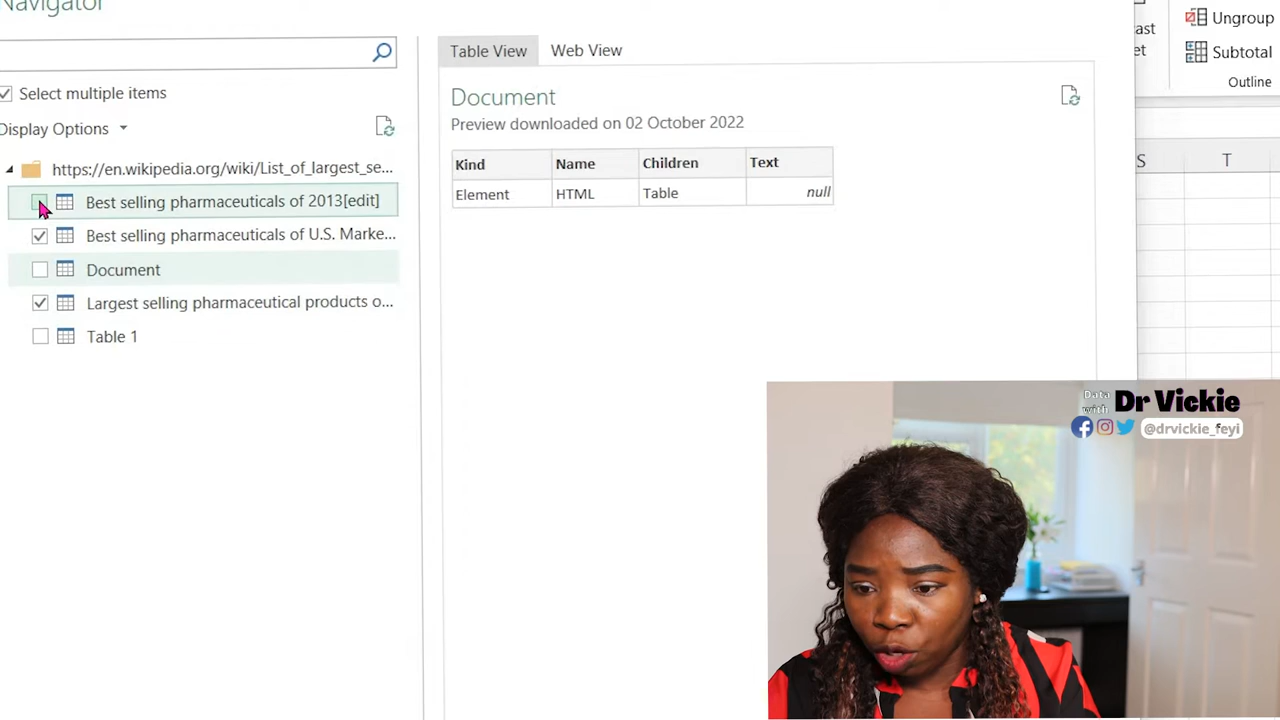 Navigator
Select multiple items
Display Options
https://en.wikipedia.org/wiki/List_of_largest_se...
Best selling pharmaceuticals of 2013[edit]
Best selling pharmaceuticals of U.S. Marke...
Document
Largest selling pharmaceutical products o...
Table 1
Table View
Web View
Document
Preview downloaded on 02 October 2022
Kind Name Children Text
Element HTML Table null
ast
et
Ungroup
Subtotal
Outline
S T
Data with Dr Vickie
@drvickie_feyi